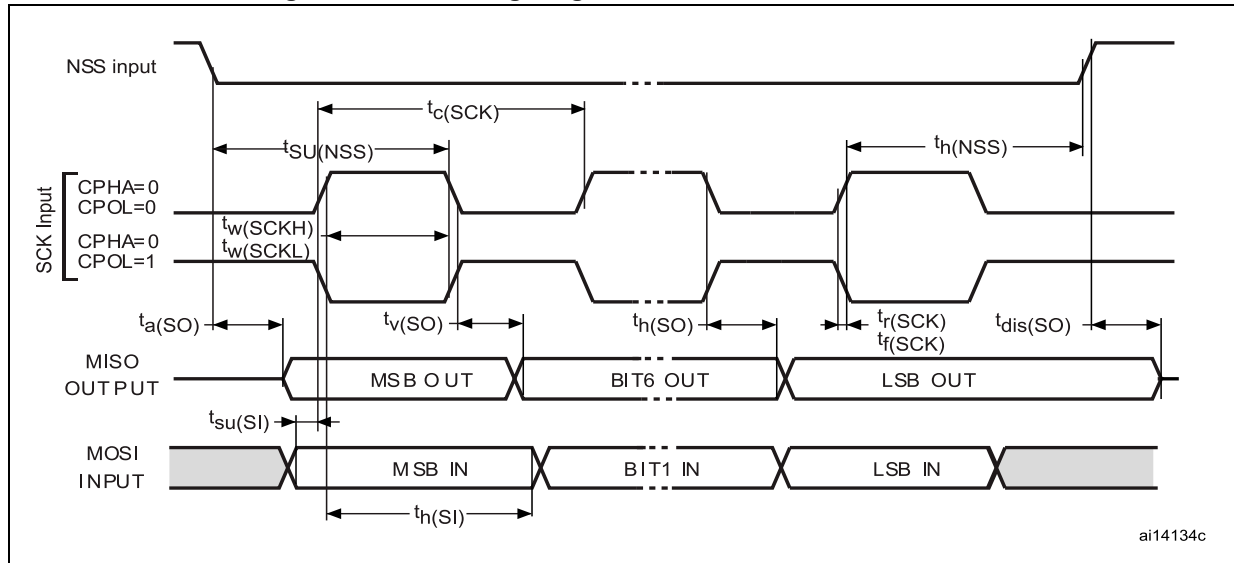 NSS input
tc(SCK)
tSU(NSS)
th(NSS)
SCK Input
CPHA=0
CPOL=0
tw(SCKH)
CPHA=0
tw(SCKL)
CPOL=1
ta(SO)
tv(SO)
th(SO)
tr(SCK)
tf(SCK)
tdis(SO)
MISO
OUTPUT
MSB OUT
BIT6 OUT
LSB OUT
tsu(SI)
MOSI
INPUT
MSB IN
BIT1 IN
LSB IN
th(SI)
ai14134c